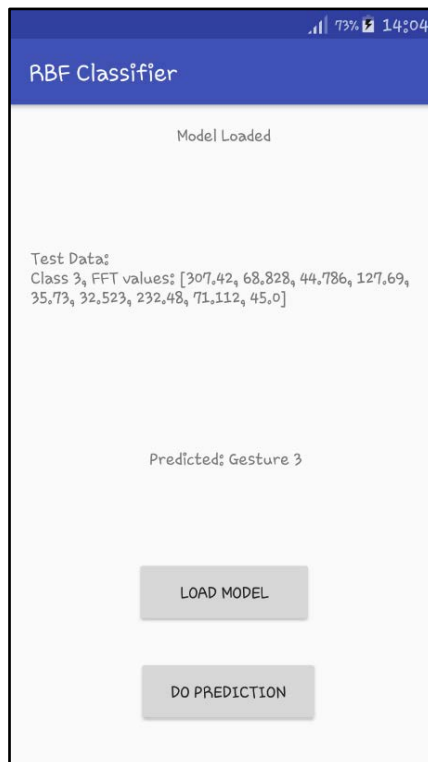 73% 14:04
RBF Classifier
Model Loaded
Test Data:
Class 3, FFT values: [307.42, 68.828, 44.786, 127.69,
35.73, 32.523, 232.48, 71.112, 45.0]
Predicted: Gesture 3
LOAD MODEL
DO PREDICTION